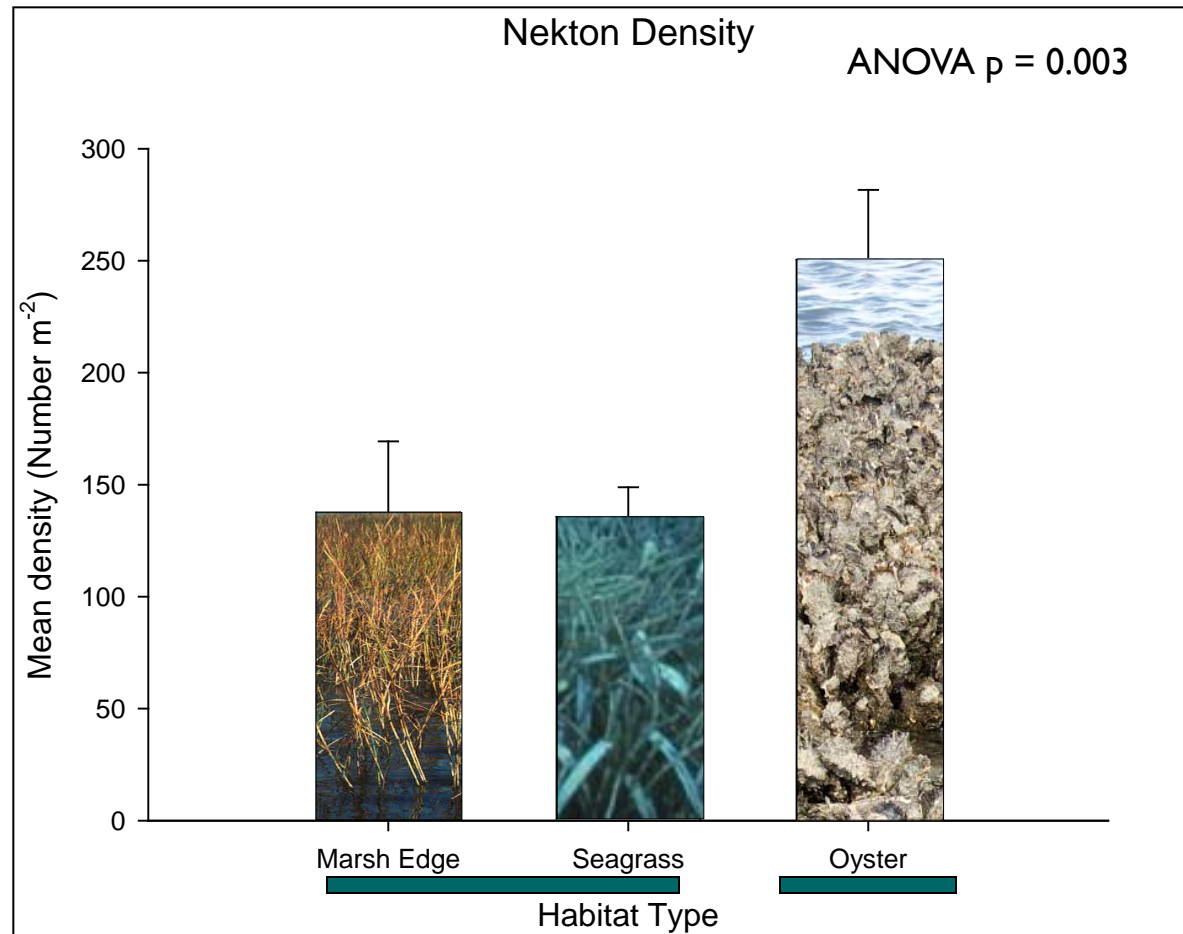 Nekton Density
ANOVA p = 0.003
300
250
200
150
100
50
0
Mean density (Number m⁻²)
Marsh Edge
Seagrass
Oyster
Habitat Type